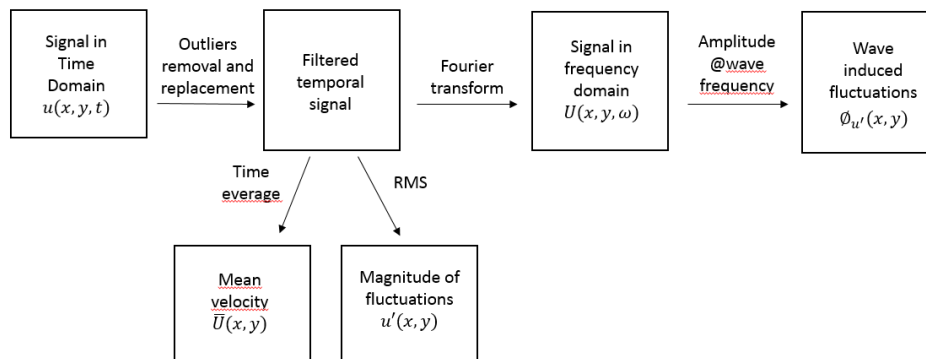 Signal in
Time
Domain
u(x, y, t)
Outliers
removal and
replacement
Filtered
temporal
signal
Fourier
transform
Signal in
frequency
domain
U(x, y, ω)
Amplitude
@wave
frequency
Wave
induced
fluctuations
∅u′(x, y)
Time
everage
RMS
Mean
velocity
U̅(x, y)
Magnitude of
fluctuations
u′(x, y)